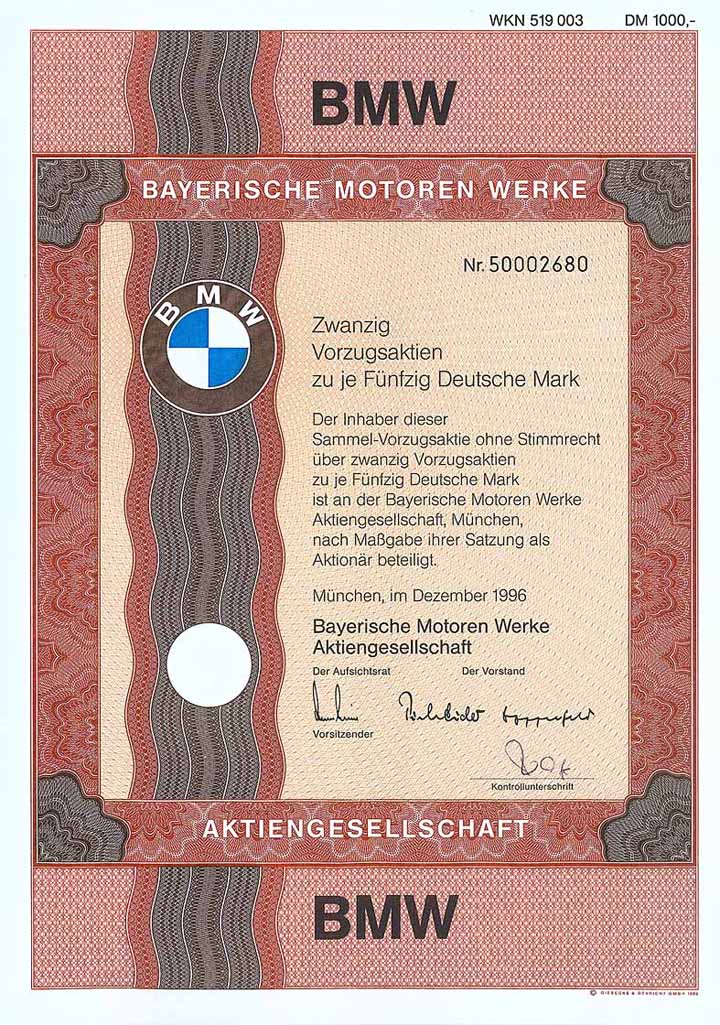 WKN 519 003 DM 1000,-
BMW
BAYERISCHE MOTOREN WERKE
Nr. 50002680
BMW
Zwanzig
Vorzugsaktien
zu je Fünfzig Deutsche Mark
Der Inhaber dieser
Sammel-Vorzugsaktie ohne Stimmrecht
über zwanzig Vorzugsaktien
zu je Fünfzig Deutsche Mark
ist an der Bayerische Motoren Werke
Aktiengesellschaft, München,
nach Maßgabe ihrer Satzung als
Aktionär beteiligt.
München, im Dezember 1996
Bayerische Motoren Werke
Aktiengesellschaft
Der Aufsichtsrat Der Vorstand
Vorsitzender
Kontrollunterschrift
AKTIENGESELLSCHAFT
BMW